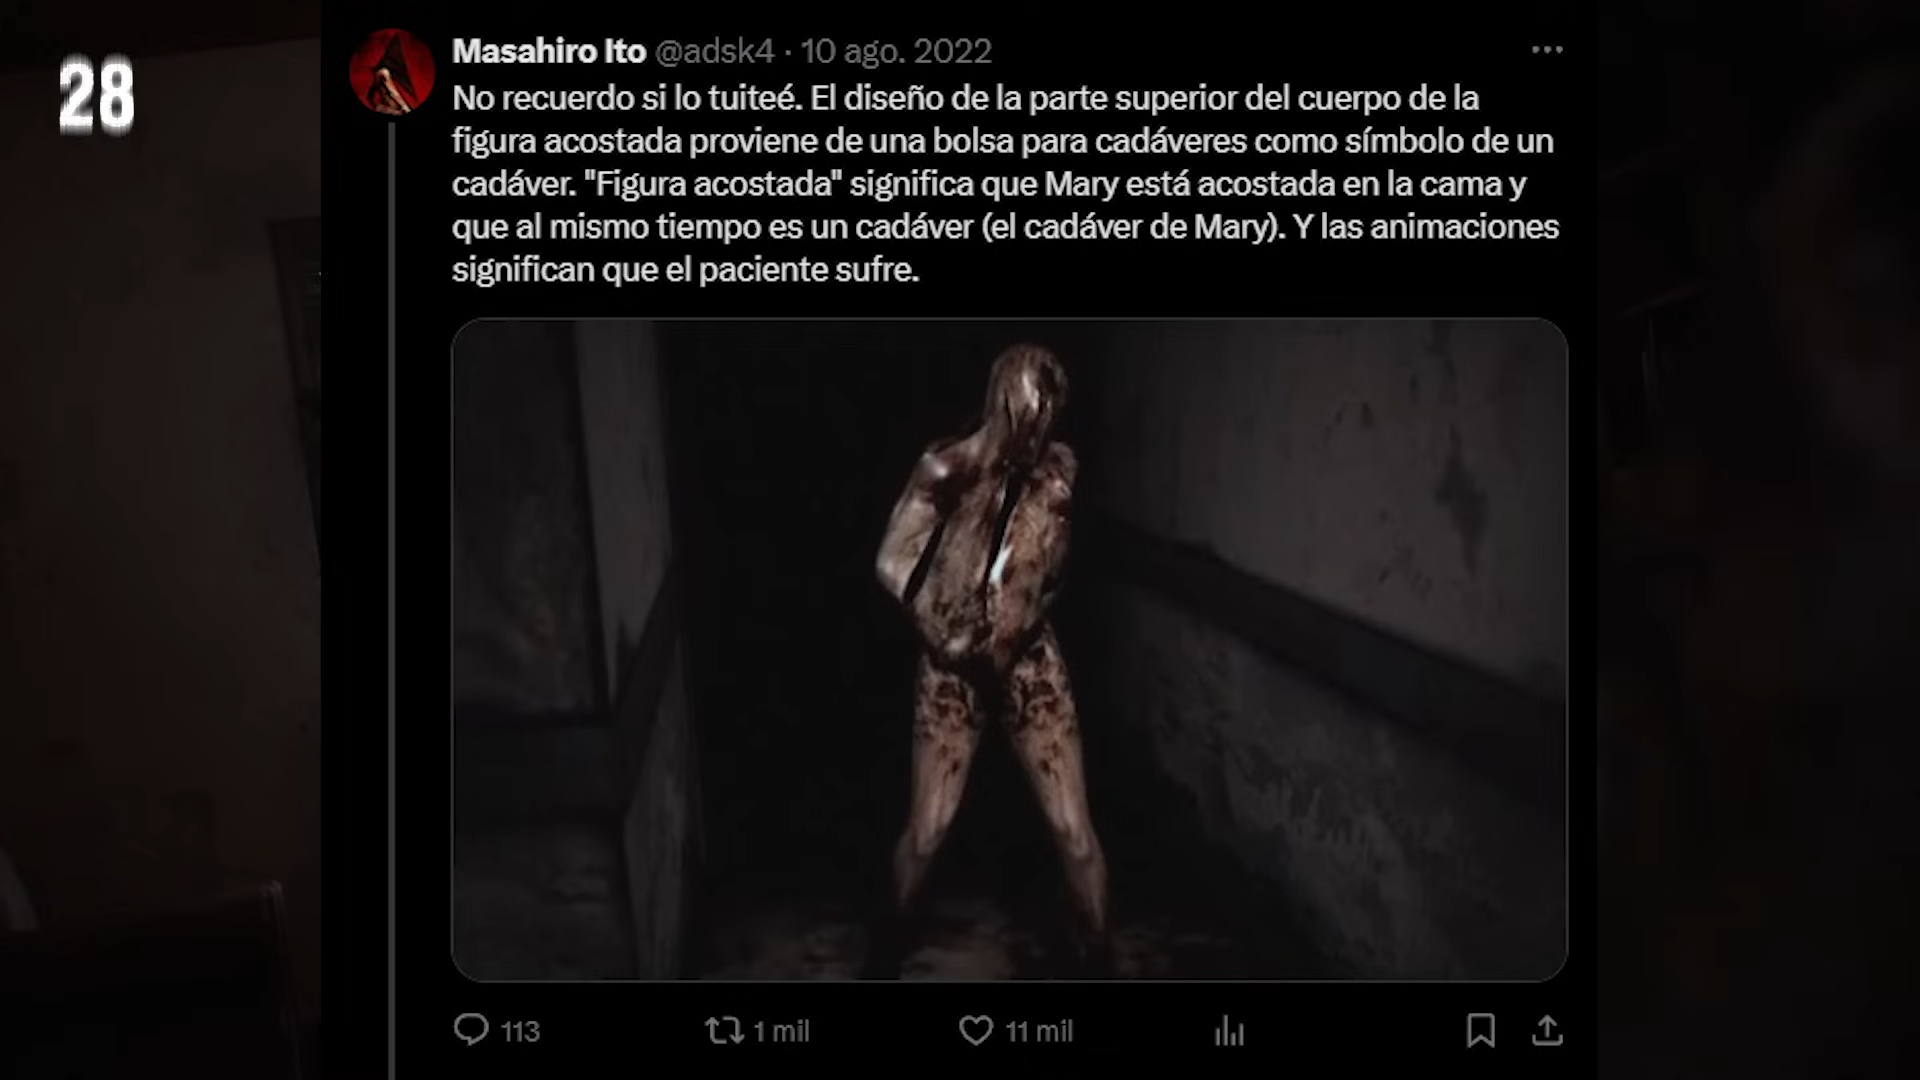 28
Masahiro Ito @adsk4 · 10 ago. 2022
No recuerdo si lo tuiteé. El diseño de la parte superior del cuerpo de la
figura acostada proviene de una bolsa para cadáveres como símbolo de un
cadáver. "Figura acostada" significa que Mary está acostada en la cama y
que al mismo tiempo es un cadáver (el cadáver de Mary). Y las animaciones
significan que el paciente sufre.
113 1 mil 11 mil